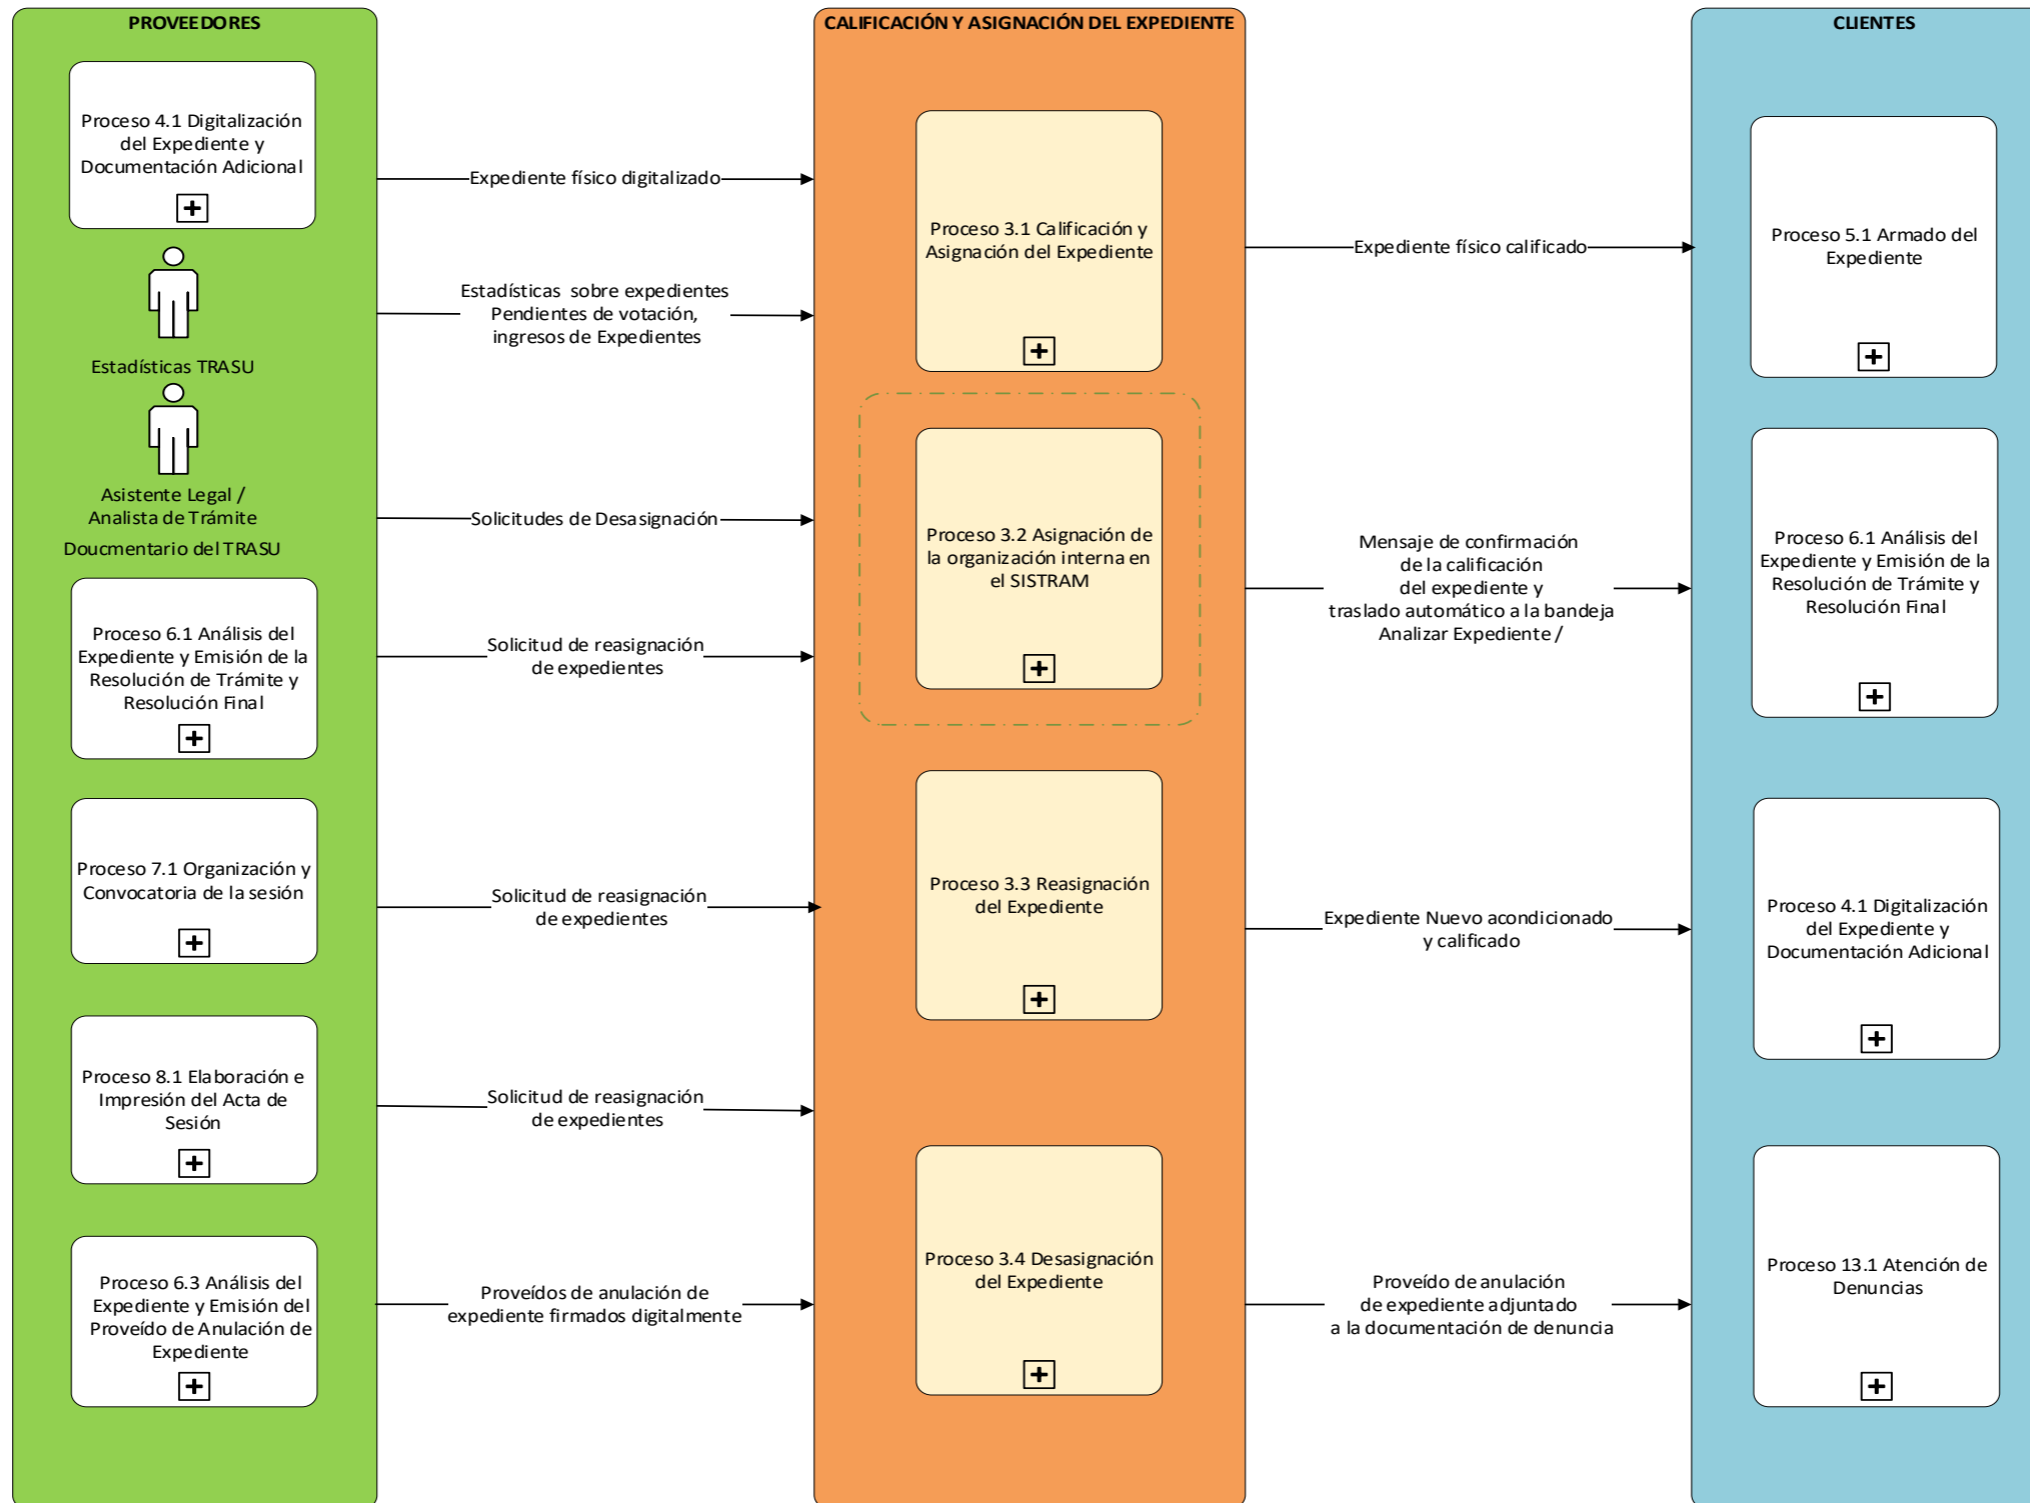 PROVEEDORES
Proceso 4.1 Digitalización
del Expediente y
Documentación Adicional
Estadísticas TRASU
Asistente Legal /
Analista de Trámite
Doucmentario del TRASU
Proceso 6.1 Análisis del
Expediente y Emisión de la
Resolución de Trámite y
Resolución Final
Proceso 7.1 Organización y
Convocatoria de la sesión
Proceso 8.1 Elaboración e
Impresión del Acta de
Sesión
Proceso 6.3 Análisis del
Expediente y Emisión del
Proveído de Anulación de
Expediente
Expediente físico digitalizado
Estadísticas sobre expedientes
Pendientes de votación,
ingresos de Expedientes
Solicitudes de Desasignación
Solicitud de reasignación
de expedientes
Solicitud de reasignación
de expedientes
Solicitud de reasignación
de expedientes
Proveídos de anulación de
expediente firmados digitalmente
CALIFICACIÓN Y ASIGNACIÓN DEL EXPEDIENTE
Proceso 3.1 Calificación y
Asignación del Expediente
Proceso 3.2 Asignación de
la organización interna en
el SISTRAM
Proceso 3.3 Reasignación
del Expediente
Proceso 3.4 Desasignación
del Expediente
Expediente físico calificado
Mensaje de confirmación
de la calificación
del expediente y
traslado automático a la bandeja
Analizar Expediente /
Expediente Nuevo acondicionado
y calificado
Proveído de anulación
de expediente adjuntado
a la documentación de denuncia
CLIENTES
Proceso 5.1 Armado del
Expediente
Proceso 6.1 Análisis del
Expediente y Emisión de la
Resolución de Trámite y
Resolución Final
Proceso 4.1 Digitalización
del Expediente y
Documentación Adicional
Proceso 13.1 Atención de
Denuncias